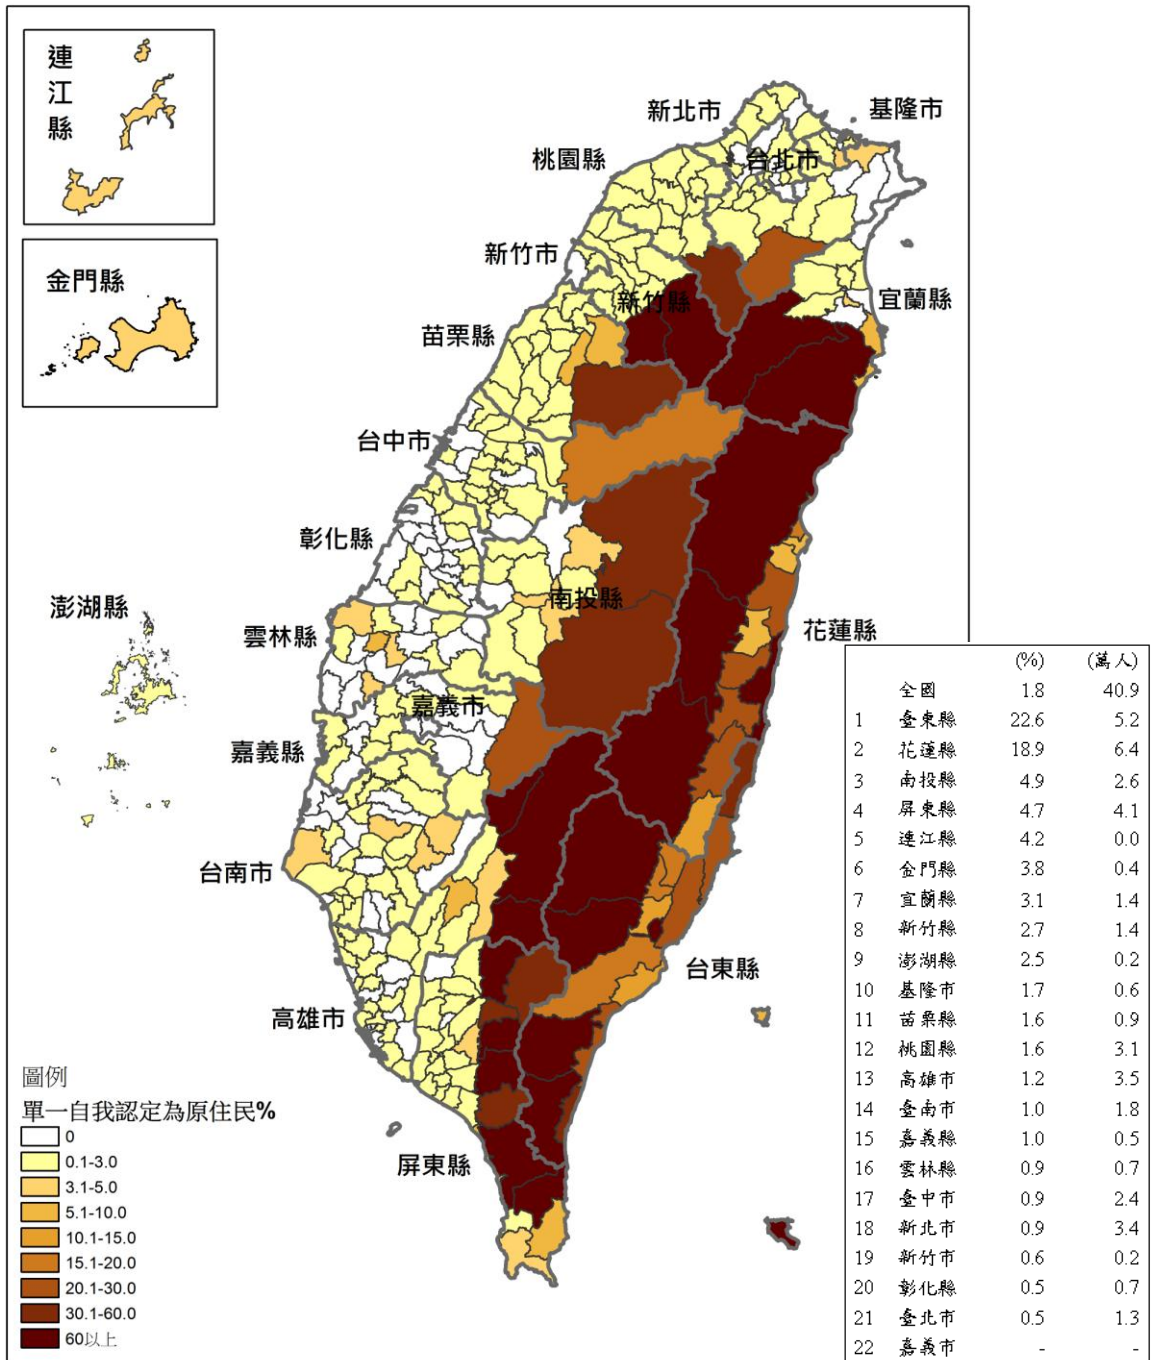 連江縣
金門縣
新北市
基隆市
桃園縣
台北市
新竹市
新竹縣
宜蘭縣
苗栗縣
台中市
彰化縣
南投縣
澎湖縣
雲林縣
花蓮縣
嘉義市
嘉義縣
台南市
台東縣
高雄市
屏東縣
圖例
單一自我認定為原住民%
0
0.1-3.0
3.1-5.0
5.1-10.0
10.1-15.0
15.1-20.0
20.1-30.0
30.1-60.0
60以上
(%) (萬人)
全國 1.8 40.9
1 臺東縣 22.6 5.2
2 花蓮縣 18.9 6.4
3 南投縣 4.9 2.6
4 屏東縣 4.7 4.1
5 連江縣 4.2 0.0
6 金門縣 3.8 0.4
7 宜蘭縣 3.1 1.4
8 新竹縣 2.7 1.4
9 澎湖縣 2.5 0.2
10 基隆市 1.7 0.6
11 苗栗縣 1.6 0.9
12 桃園縣 1.6 3.1
13 高雄市 1.2 3.5
14 臺南市 1.0 1.8
15 嘉義縣 1.0 0.5
16 雲林縣 0.9 0.7
17 臺中市 0.9 2.4
18 新北市 0.9 3.4
19 新竹市 0.6 0.2
20 彰化縣 0.5 0.7
21 臺北市 0.5 1.3
22 嘉義市 - -